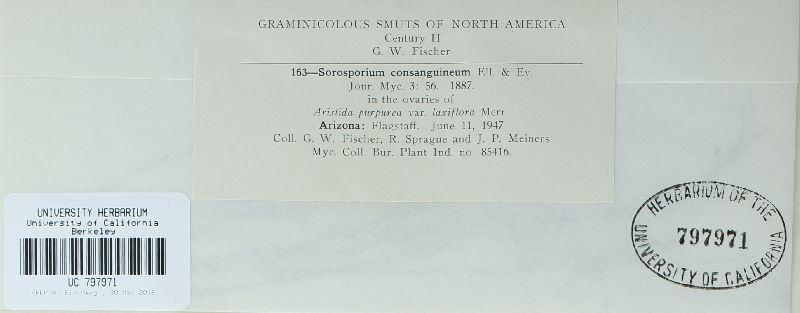 GRAMINICOLOUS SMUTS OF NORTH AMERICA
Century II
G. W. Fischer
163—Sorosporium consanguineum Ell. & Ev.
Jour. Myc. 3: 56. 1887.
in the ovaries of
Aristida purpurea var. laxiflora Merr
Arizona: Flagstaff. June 11, 1947
Coll. G. W. Fischer, R. Sprague and J. P. Meiners
Myc. Coll. Bur. Plant Ind. no. 85416.
UNIVERSITY HERBARIUM
University of California
Berkeley
UC 797971
30 Mar 2015
HERBARIUM OF THE
797971
UNIVERSITY OF CALIFORNIA